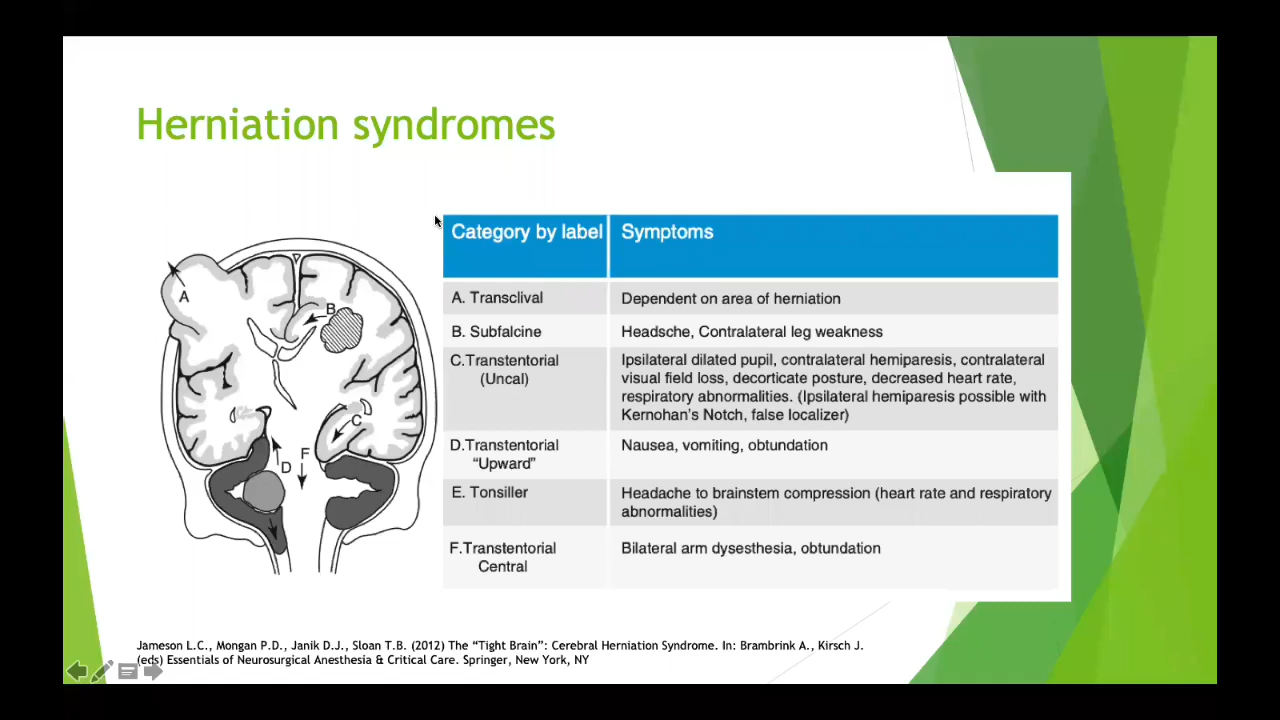 Herniation syndromes
A
B
C
D
F
Category by label Symptoms
A. Transclival Dependent on area of herniation
B. Subfalcine Headsche, Contralateral leg weakness
C.Transtentorial (Uncal) Ipsilateral dilated pupil, contralateral hemiparesis, contralateral
visual field loss, decorticate posture, decreased heart rate,
respiratory abnormalities. (Ipsilateral hemiparesis possible with
Kernohan's Notch, false localizer)
D.Transtentorial Nausea, vomiting, obtundation
“Upward”
E. Tonsiller Headache to brainstem compression (heart rate and respiratory
abnormalities)
F.Transtentorial Bilateral arm dysesthesia, obtundation
Central
Jameson L.C., Mongan P.D., Janik D.J., Sloan T.B. (2012) The “Tight Brain”: Cerebral Herniation Syndrome. In: Brambrink A., Kirsch J.
(eds) Essentials of Neurosurgical Anesthesia & Critical Care. Springer, New York, NY